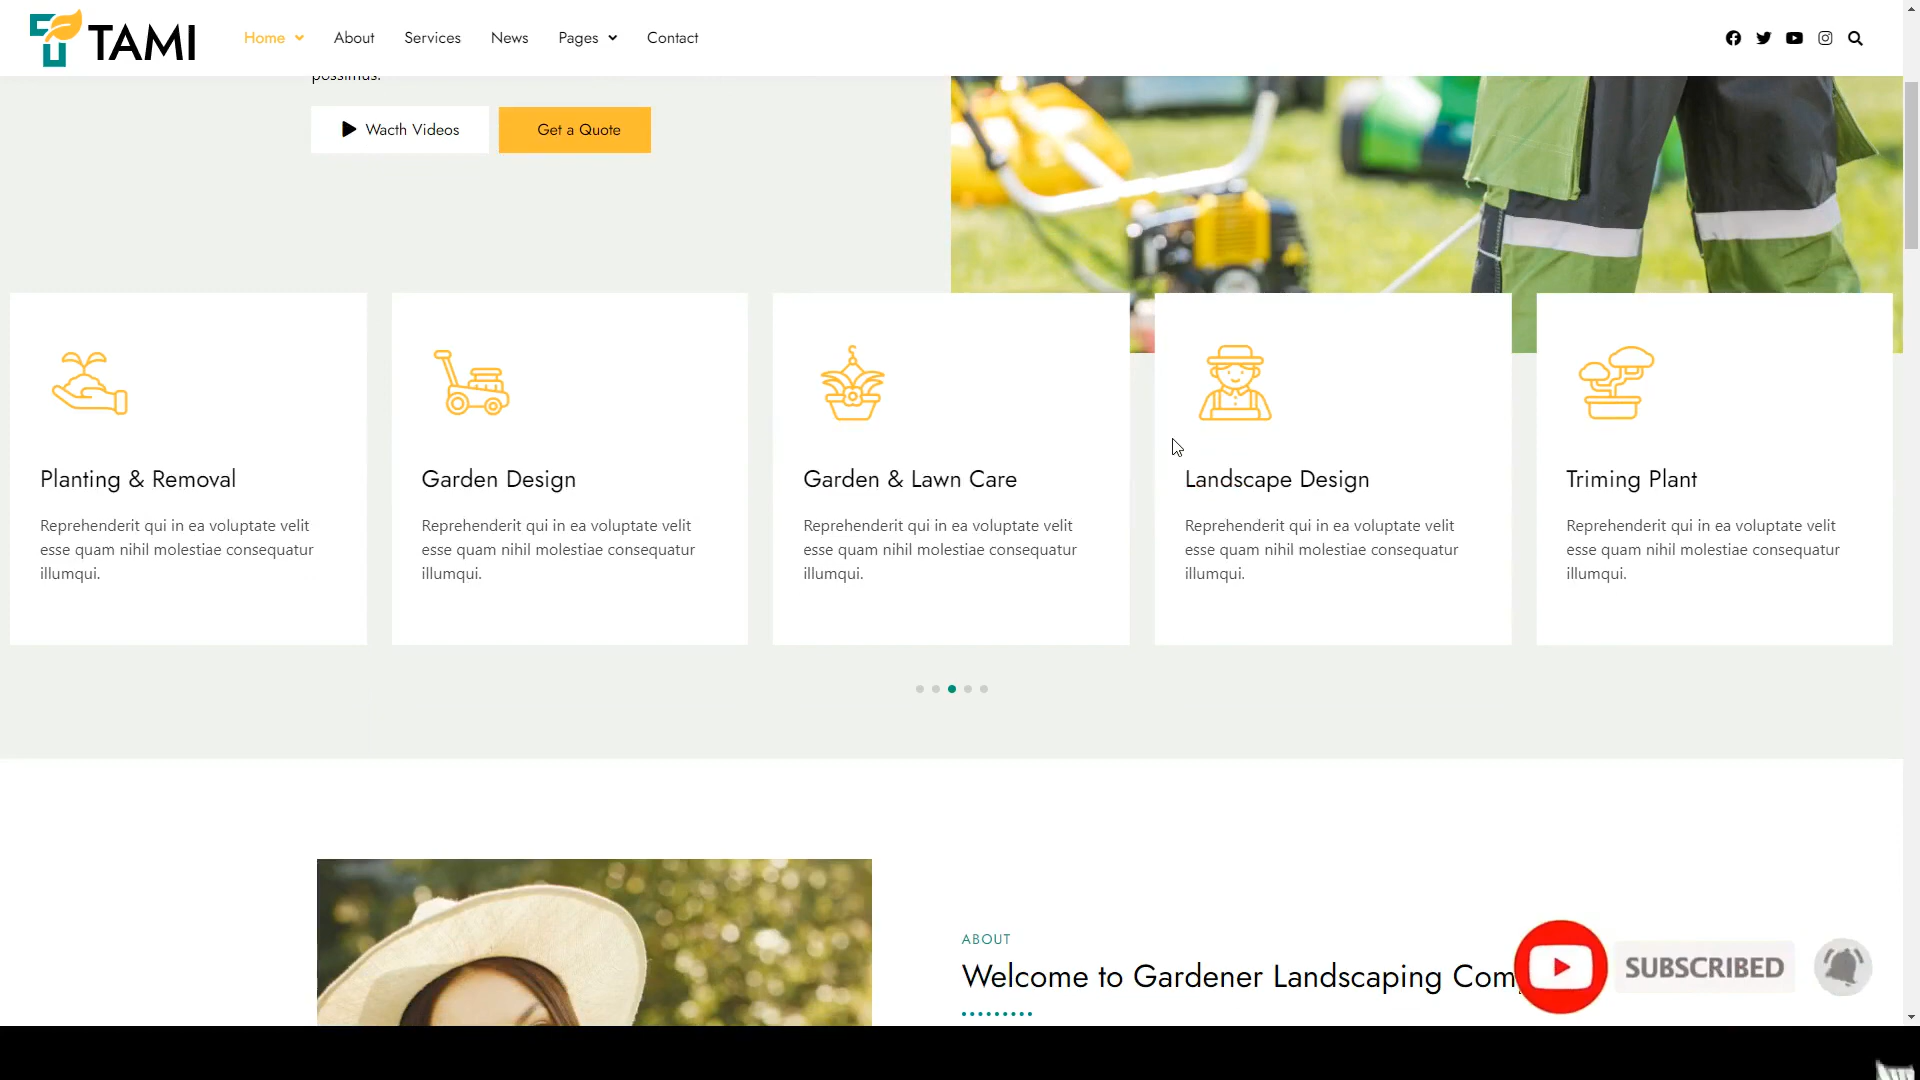 TAMI
Home
About
Services
News
Pages
Contact
possimus.
Wacth Videos
Get a Quote
Planting & Removal
Reprehenderit qui in ea voluptate velit
esse quam nihil molestiae consequatur
illumqui.
Garden Design
Reprehenderit qui in ea voluptate velit
esse quam nihil molestiae consequatur
illumqui.
Garden & Lawn Care
Reprehenderit qui in ea voluptate velit
esse quam nihil molestiae consequatur
illumqui.
Landscape Design
Reprehenderit qui in ea voluptate velit
esse quam nihil molestiae consequatur
illumqui.
Triming Plant
Reprehenderit qui in ea voluptate velit
esse quam nihil molestiae consequatur
illumqui.
ABOUT
Welcome to Gardener Landscaping
SUBSCRIBED